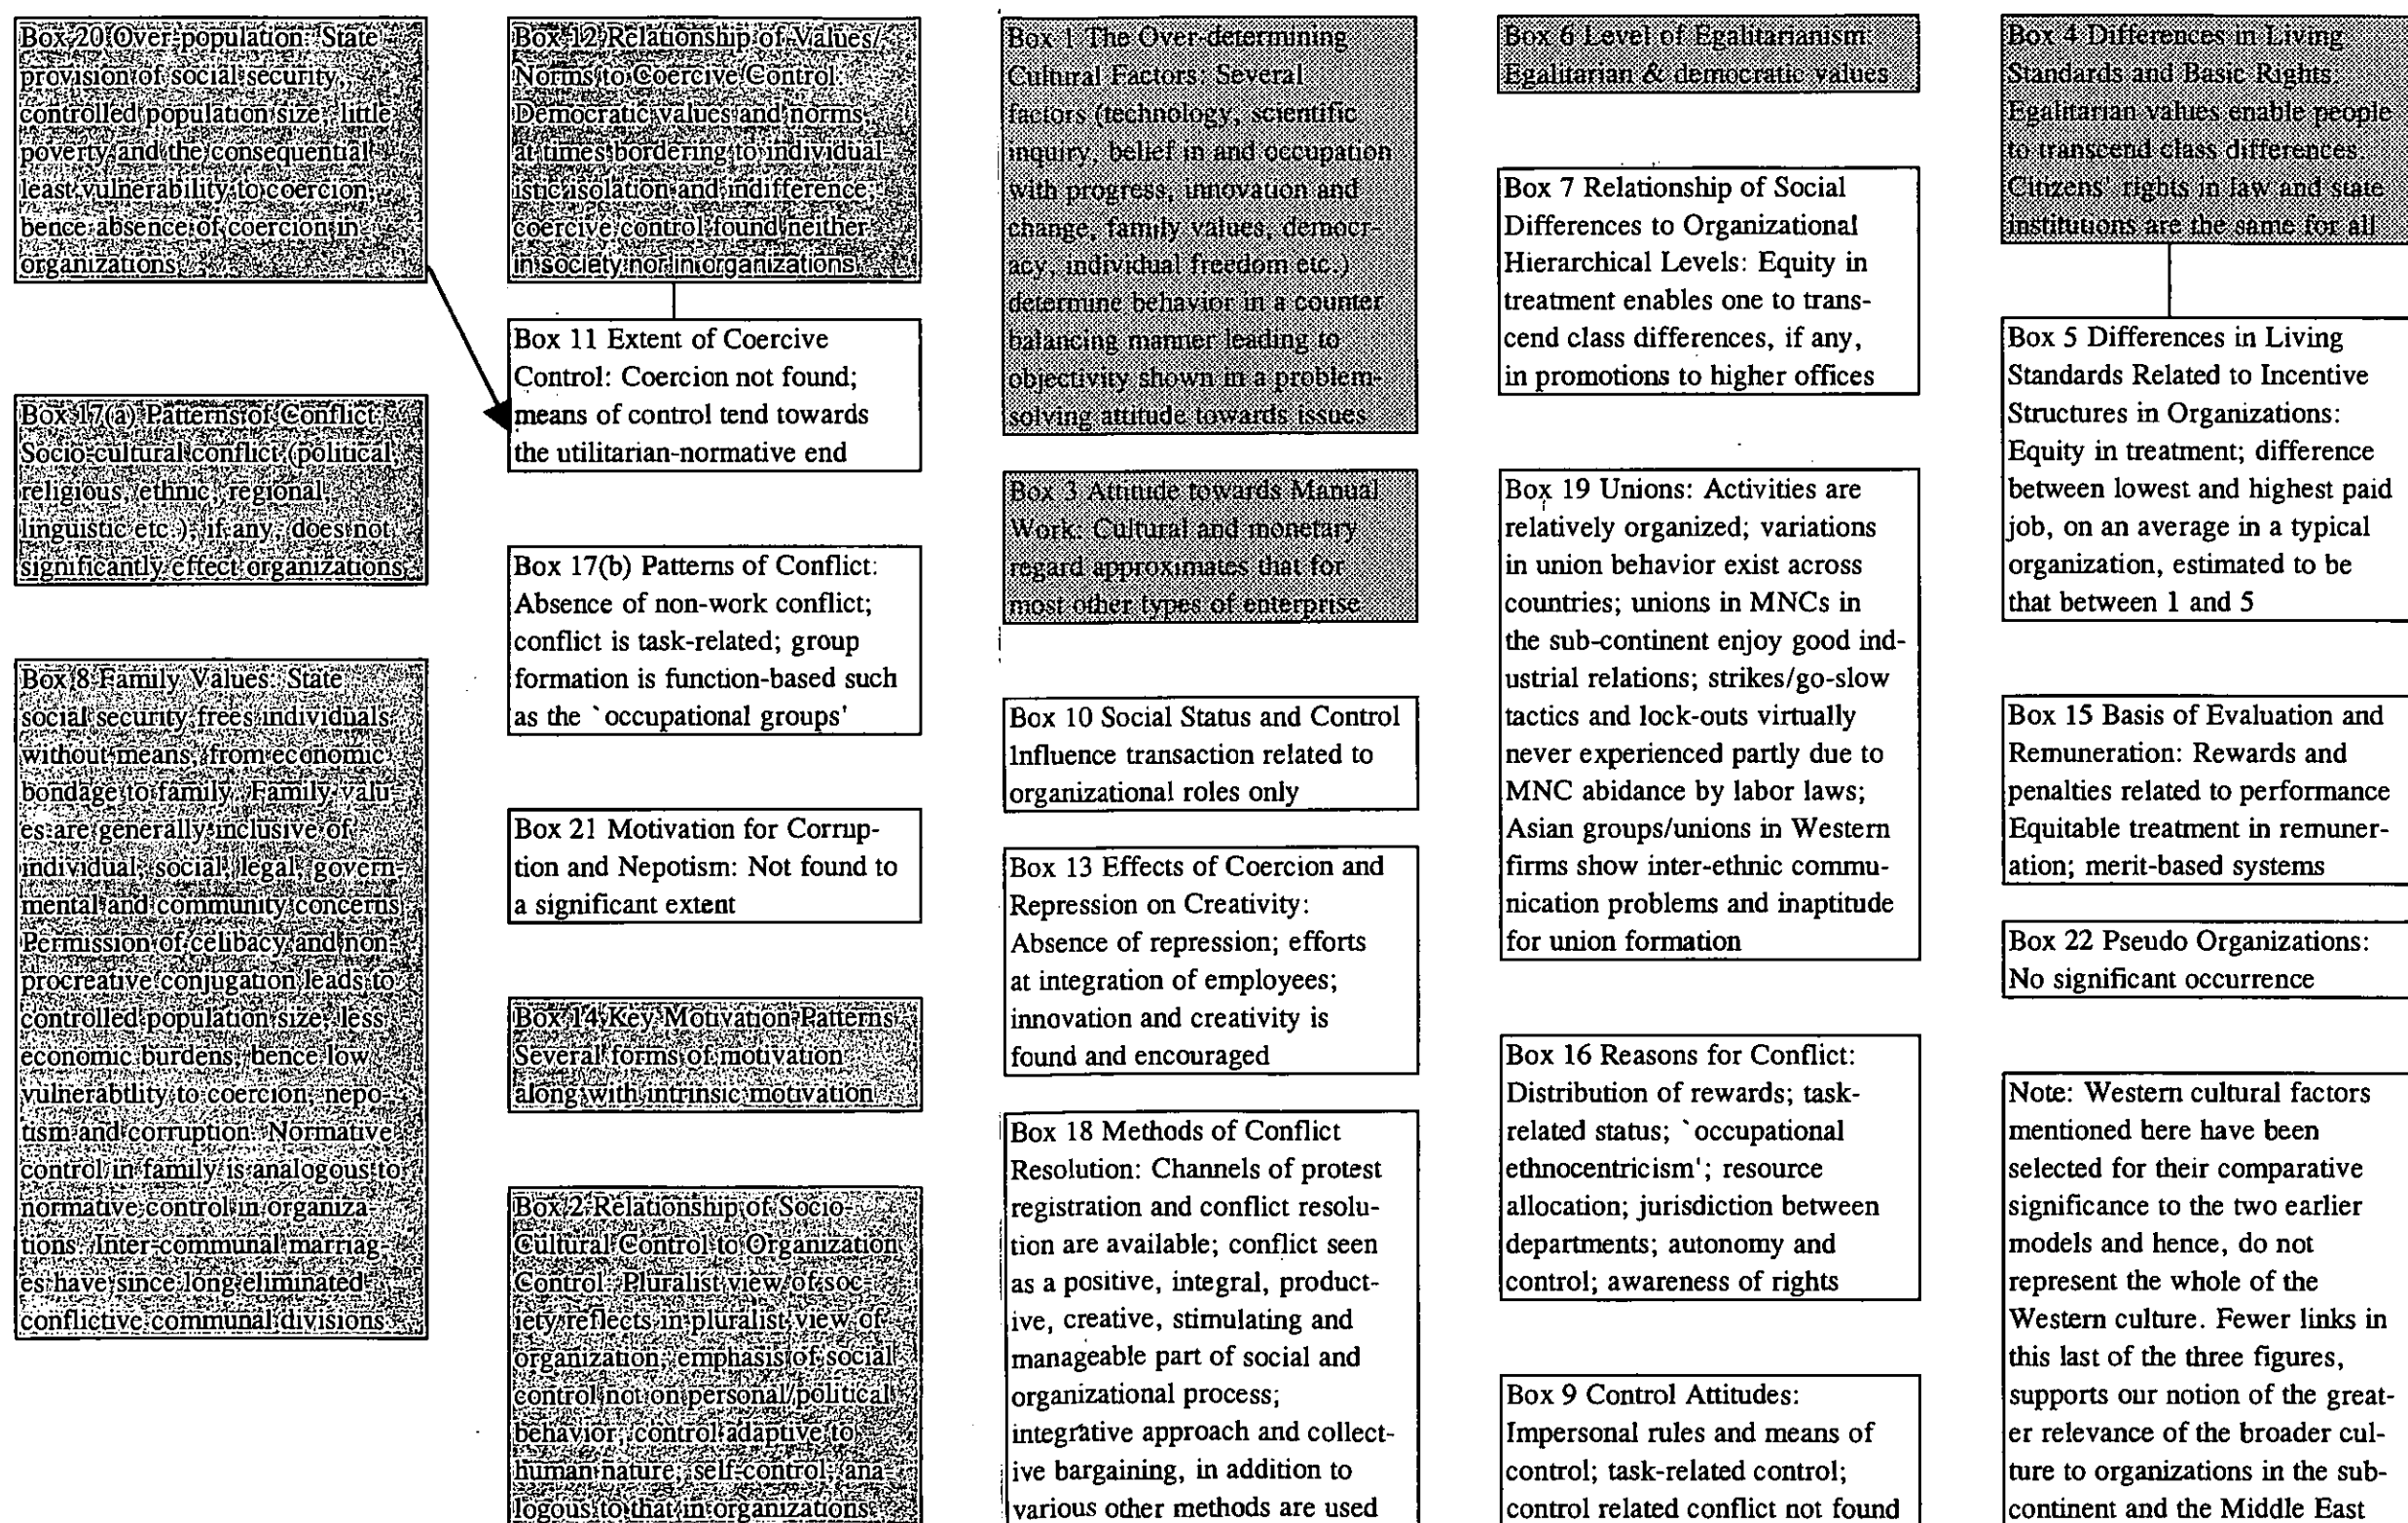 Box 20 Over-population: State
provision of social security,
controlled population size, little
poverty and the consequential
least vulnerability to coercion
hence absence of coercion in
organizations
Box 17(a) Patterns of Conflict
Socio-cultural conflict (political,
religious, ethnic, regional,
linguistic etc.), if any, does not
significantly effect organizations
Box 8 Family Values: State
social security frees individuals
without means, from economic
bondage to family. Family valu-
es are generally inclusive of
individual, social, legal, govern-
mental and community concerns
Permission of celibacy and non
procreative conjugation leads to
controlled population size, less
economic burdens, hence low
vulnerability to coercion, nepo
tism and corruption. Normative
control in family is analogous to
normative control in organiza
tions. Inter-communal marriag-
es have since long eliminated
conflictive communal divisions
Box 12 Relationship of Values/
Norms to Coercive Control:
Democratic values and norms,
at times bordering to individual-
istic isolation and indifference;
coercive control found neither
in society nor in organizations
Box 11 Extent of Coercive
Control: Coercion not found;
means of control tend towards
the utilitarian-normative end
Box 17(b) Patterns of Conflict:
Absence of non-work conflict;
conflict is task-related; group
formation is function-based such
as the `occupational groups'
Box 21 Motivation for Corrup-
tion and Nepotism: Not found to
a significant extent
Box 14 Key Motivation Patterns
Several forms of motivation
along with intrinsic motivation
Box 2 Relationship of Socio-
Cultural Control to Organization
Control: Pluralist view of soc-
iety reflects in pluralist view of
organization, emphasis of social
control not on personal/political
behavior, control adaptive to
human nature; self-control; ana-
logous to that in organizations
Box 1 The Over-determining
Cultural Factors: Several
factors (technology, scientific
inquiry, belief in and occupation
with progress, innovation and
change, family values, democr-
acy, individual freedom etc.)
determine behavior in a counter
balancing manner leading to
objectivity shown in a problem-
solving attitude towards issues
Box 3 Attitude towards Manual
Work: Cultural and monetary
regard approximates that for
most other types of enterprise
Box 10 Social Status and Control
Influence transaction related to
organizational roles only
Box 13 Effects of Coercion and
Repression on Creativity:
Absence of repression; efforts
at integration of employees;
innovation and creativity is
found and encouraged
Box 18 Methods of Conflict
Resolution: Channels of protest
registration and conflict resolu-
tion are available; conflict seen
as a positive, integral, product-
ive, creative, stimulating and
manageable part of social and
organizational process;
integrative approach and collect-
ive bargaining, in addition to
various other methods are used
Box 6 Level of Egalitarianism:
Egalitarian & democratic values
Box 7 Relationship of Social
Differences to Organizational
Hierarchical Levels: Equity in
treatment enables one to trans-
cend class differences, if any,
in promotions to higher offices
Box 19 Unions: Activities are
relatively organized; variations
in union behavior exist across
countries; unions in MNCs in
the sub-continent enjoy good ind-
ustrial relations; strikes/go-slow
tactics and lock-outs virtually
never experienced partly due to
MNC abidance by labor laws;
Asian groups/unions in Western
firms show inter-ethnic commu-
nication problems and inaptitude
for union formation
Box 16 Reasons for Conflict:
Distribution of rewards; task-
related status; `occupational
ethnocentricism'; resource
allocation; jurisdiction between
departments; autonomy and
control; awareness of rights
Box 9 Control Attitudes:
Impersonal rules and means of
control; task-related control;
control related conflict not found
Box 4 Differences in Living
Standards and Basic Rights:
Egalitarian values enable people
to transcend class differences
Citizens' rights in law and state
institutions are the same for all
Box 5 Differences in Living
Standards Related to Incentive
Structures in Organizations:
Equity in treatment; difference
between lowest and highest paid
job, on an average in a typical
organization, estimated to be
that between 1 and 5
Box 15 Basis of Evaluation and
Remuneration: Rewards and
penalties related to performance
Equitable treatment in remuner-
ation; merit-based systems
Box 22 Pseudo Organizations:
No significant occurrence
Note: Western cultural factors
mentioned here have been
selected for their comparative
significance to the two earlier
models and hence, do not
represent the whole of the
Western culture. Fewer links in
this last of the three figures,
supports our notion of the great-
er relevance of the broader cul-
ture to organizations in the sub-
continent and the Middle East